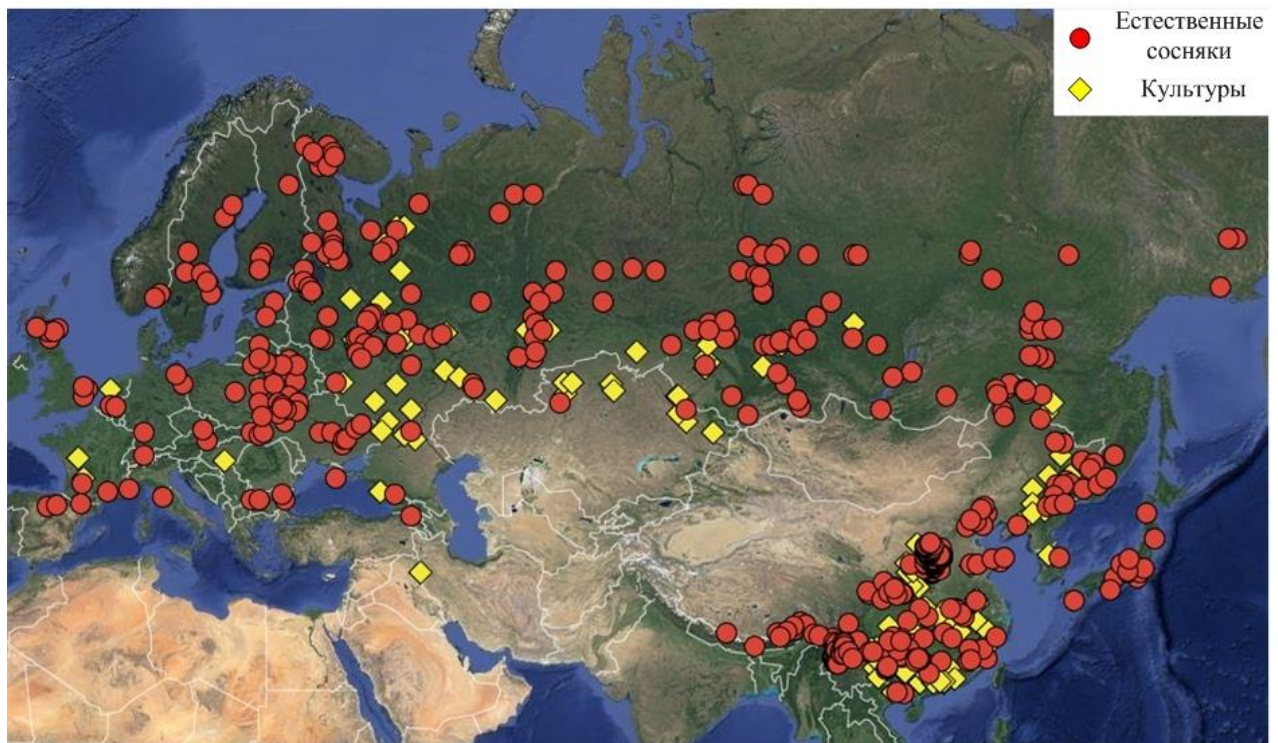 Естественные
сосняки
Культуры